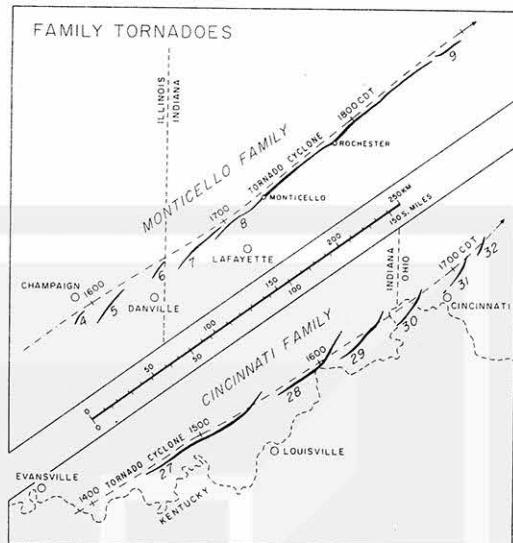 FAMILY TORNADOES
ILLINOIS
INDIANA
MONTICELLO FAMILY
TORNADO CYCLONE
1800 CDT
9
ROCHESTER
MONTICELLO
1700
8
7
6
LAFAYETTE
CHAMPAIGN
1600
4
5
DANVILLE
0
50
100
150
200
250 KM
0
50
100
150 S. MILES
INDIANA
OHIO
CINCINNATI FAMILY
1700 CDT
32
31
CINCINNATI
30
29
1600
28
1500
TORNADO CYCLONE
27
LOUISVILLE
EVANSVILLE
1400
KENTUCKY